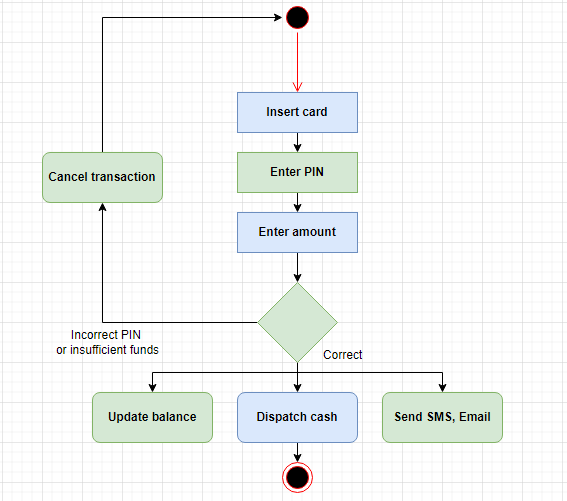 Insert card
Enter PIN
Cancel transaction
Enter amount
Incorrect PIN
or insufficient funds
Correct
Update balance
Dispatch cash
Send SMS, Email